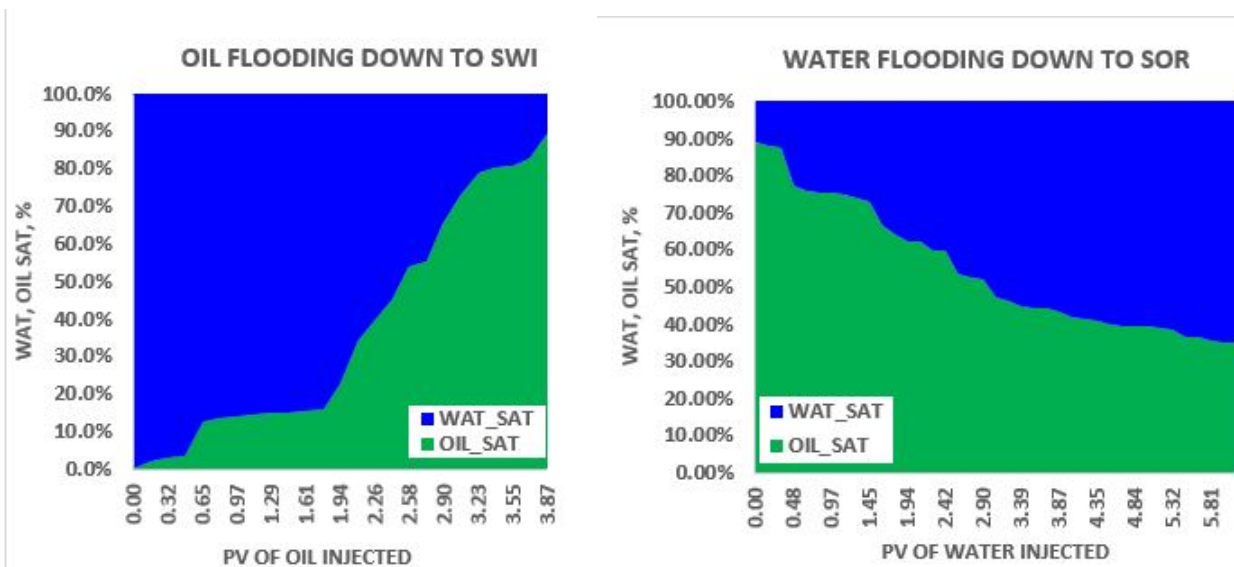 OIL FLOODING DOWN TO SWI
WAT, OIL SAT, %
100.0%
90.0%
80.0%
70.0%
60.0%
50.0%
40.0%
30.0%
20.0%
10.0%
0.0%
WAT_SAT
OIL_SAT
0.00 0.32 0.65 0.97 1.29 1.61 1.94 2.26 2.58 2.90 3.23 3.55 3.87
PV OF OIL INJECTED
WATER FLOODING DOWN TO SOR
WAT, OIL SAT, %
100.00%
90.00%
80.00%
70.00%
60.00%
50.00%
40.00%
30.00%
20.00%
10.00%
0.00%
WAT_SAT
OIL_SAT
0.00 0.48 0.97 1.45 1.94 2.42 2.90 3.39 3.87 4.35 4.84 5.32 5.81
PV OF WATER INJECTED